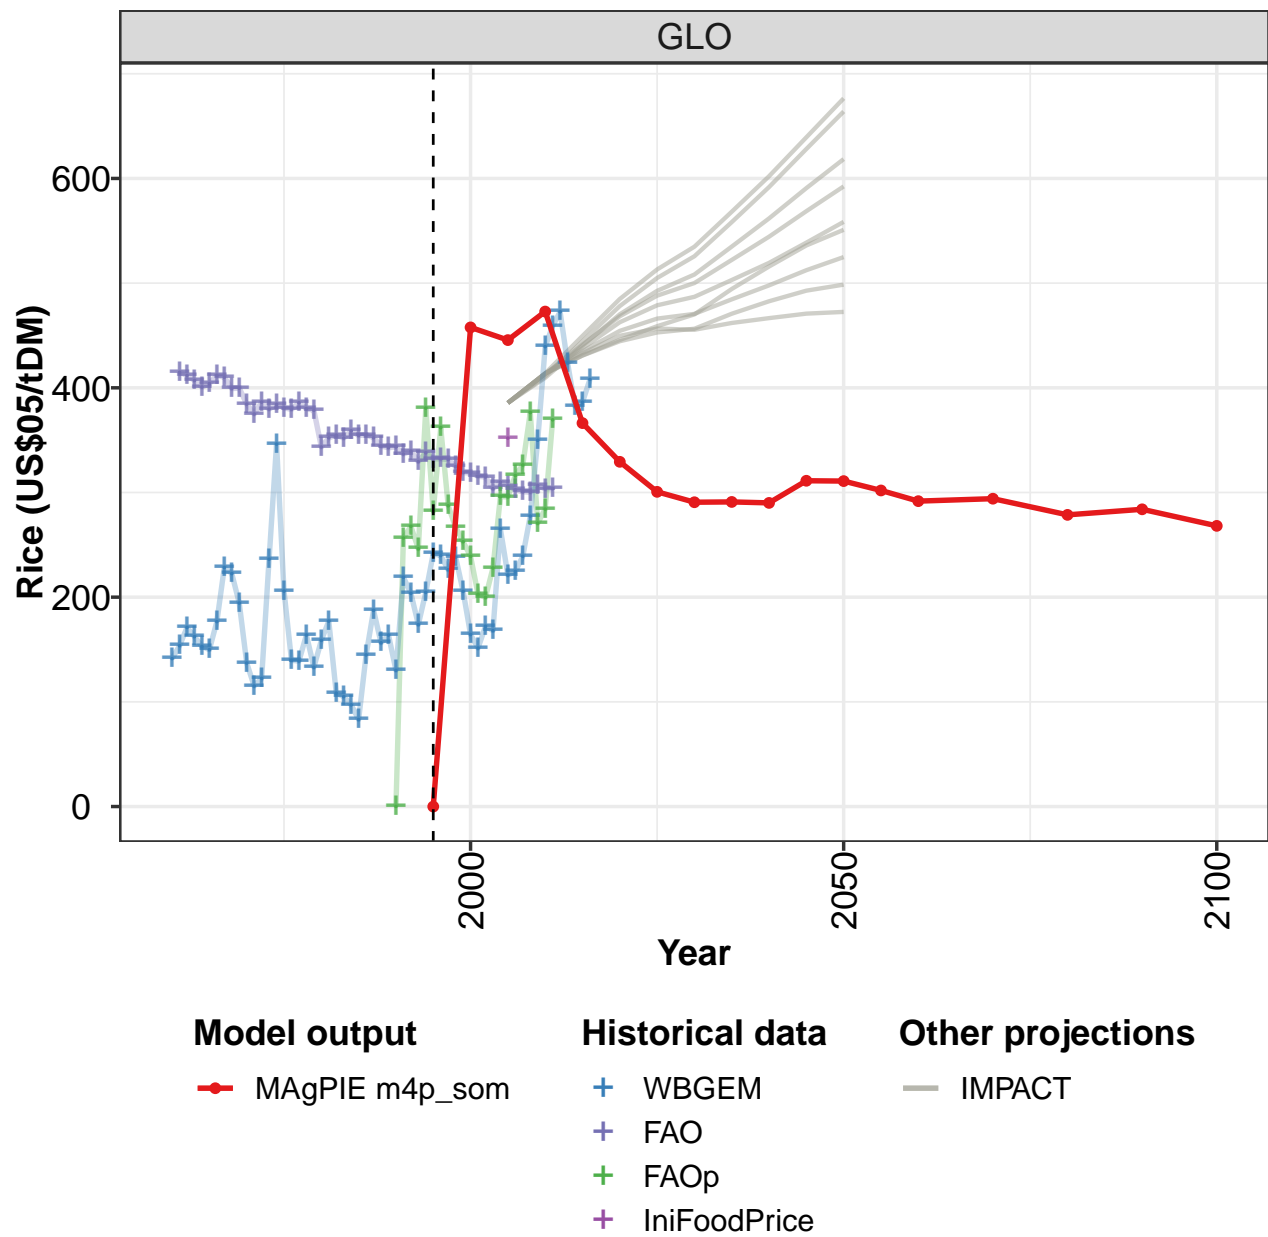 GLO
Rice (US$05/tDM)
600
400
200
0
2000
2050
2100
Year
Model output
MAgPIE m4p_som
Historical data
WBGEM
FAO
FAOp
IniFoodPrice
Other projections
IMPACT